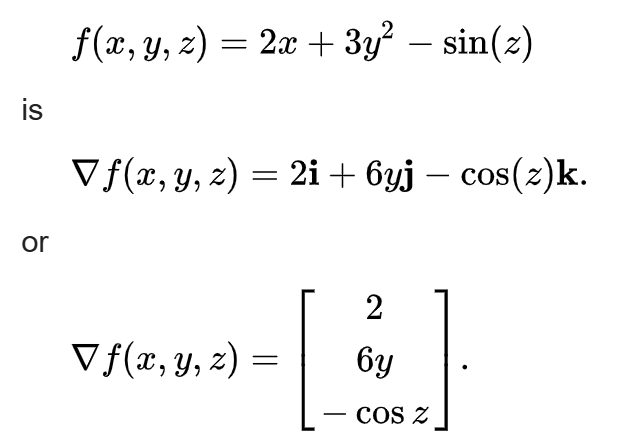 f(x, y, z) = 2x + 3y² − sin(z)
is
∇f(x, y, z) = 2𝐢 + 6y𝐣 − cos(z)𝐤.
or
∇f(x, y, z) = [ 2
6y
− cos z ] .